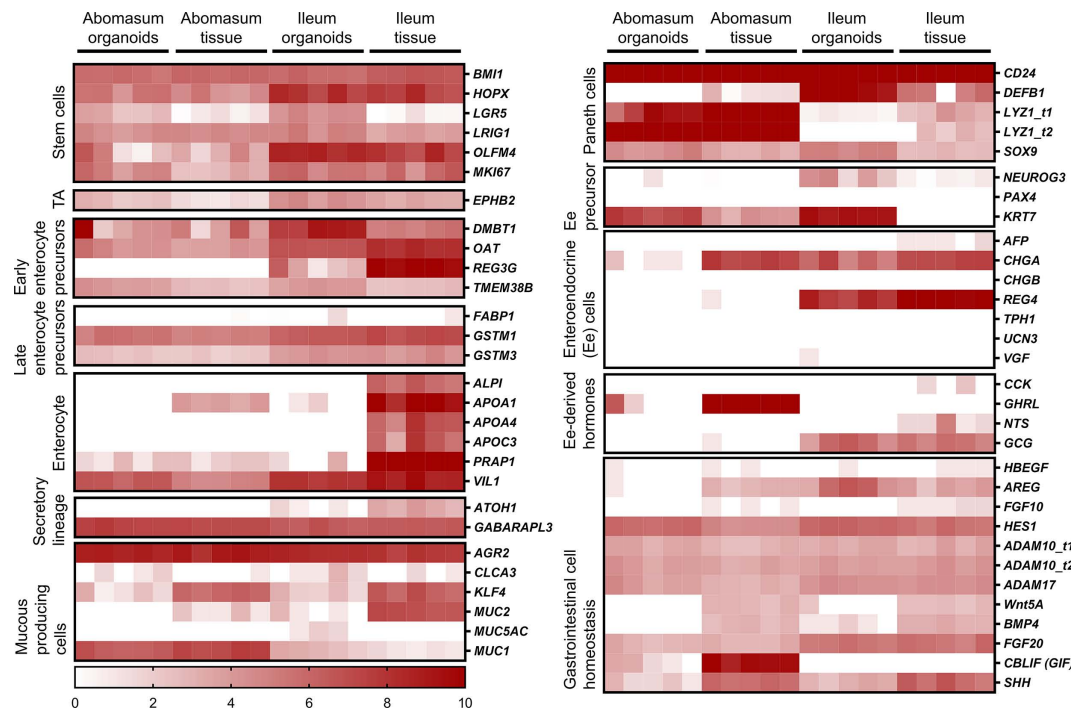 Abomasum Abomasum Ileum Ileum
organoids tissue organoids tissue
Stem cells
BMI1
HOPX
LGR5
LRIG1
OLFM4
MKI67
TA
EPHB2
Early enterocyte
precursors
DMBT1
OAT
REG3G
TMEM38B
Late
enterocyte
precursors
FABP1
GSTM1
GSTM3
Enterocyte
ALPI
APOA1
APOA4
APOC3
PRAP1
VIL1
Secretory
lineage
ATOH1
GABARAPL3
Mucous
producing
cells
AGR2
CLCA3
KLF4
MUC2
MUC5AC
MUC1
0 2 4 6 8 10
Abomasum Abomasum Ileum Ileum
organoids tissue organoids tissue
Paneth cells
CD24
DEFB1
LYZ1_t1
LYZ1_t2
SOX9
Ee
precursor
NEUROG3
PAX4
KRT7
Enteroendocrine
(Ee) cells
AFP
CHGA
CHGB
REG4
TPH1
UCN3
VGF
Ee-derived
hormones
CCK
GHRL
NTS
GCG
Gastrointestinal cell
homeostasis
HBEGF
AREG
FGF10
HES1
ADAM10_t1
ADAM10_t2
ADAM17
Wnt5A
BMP4
FGF20
CBLIF (GIF)
SHH